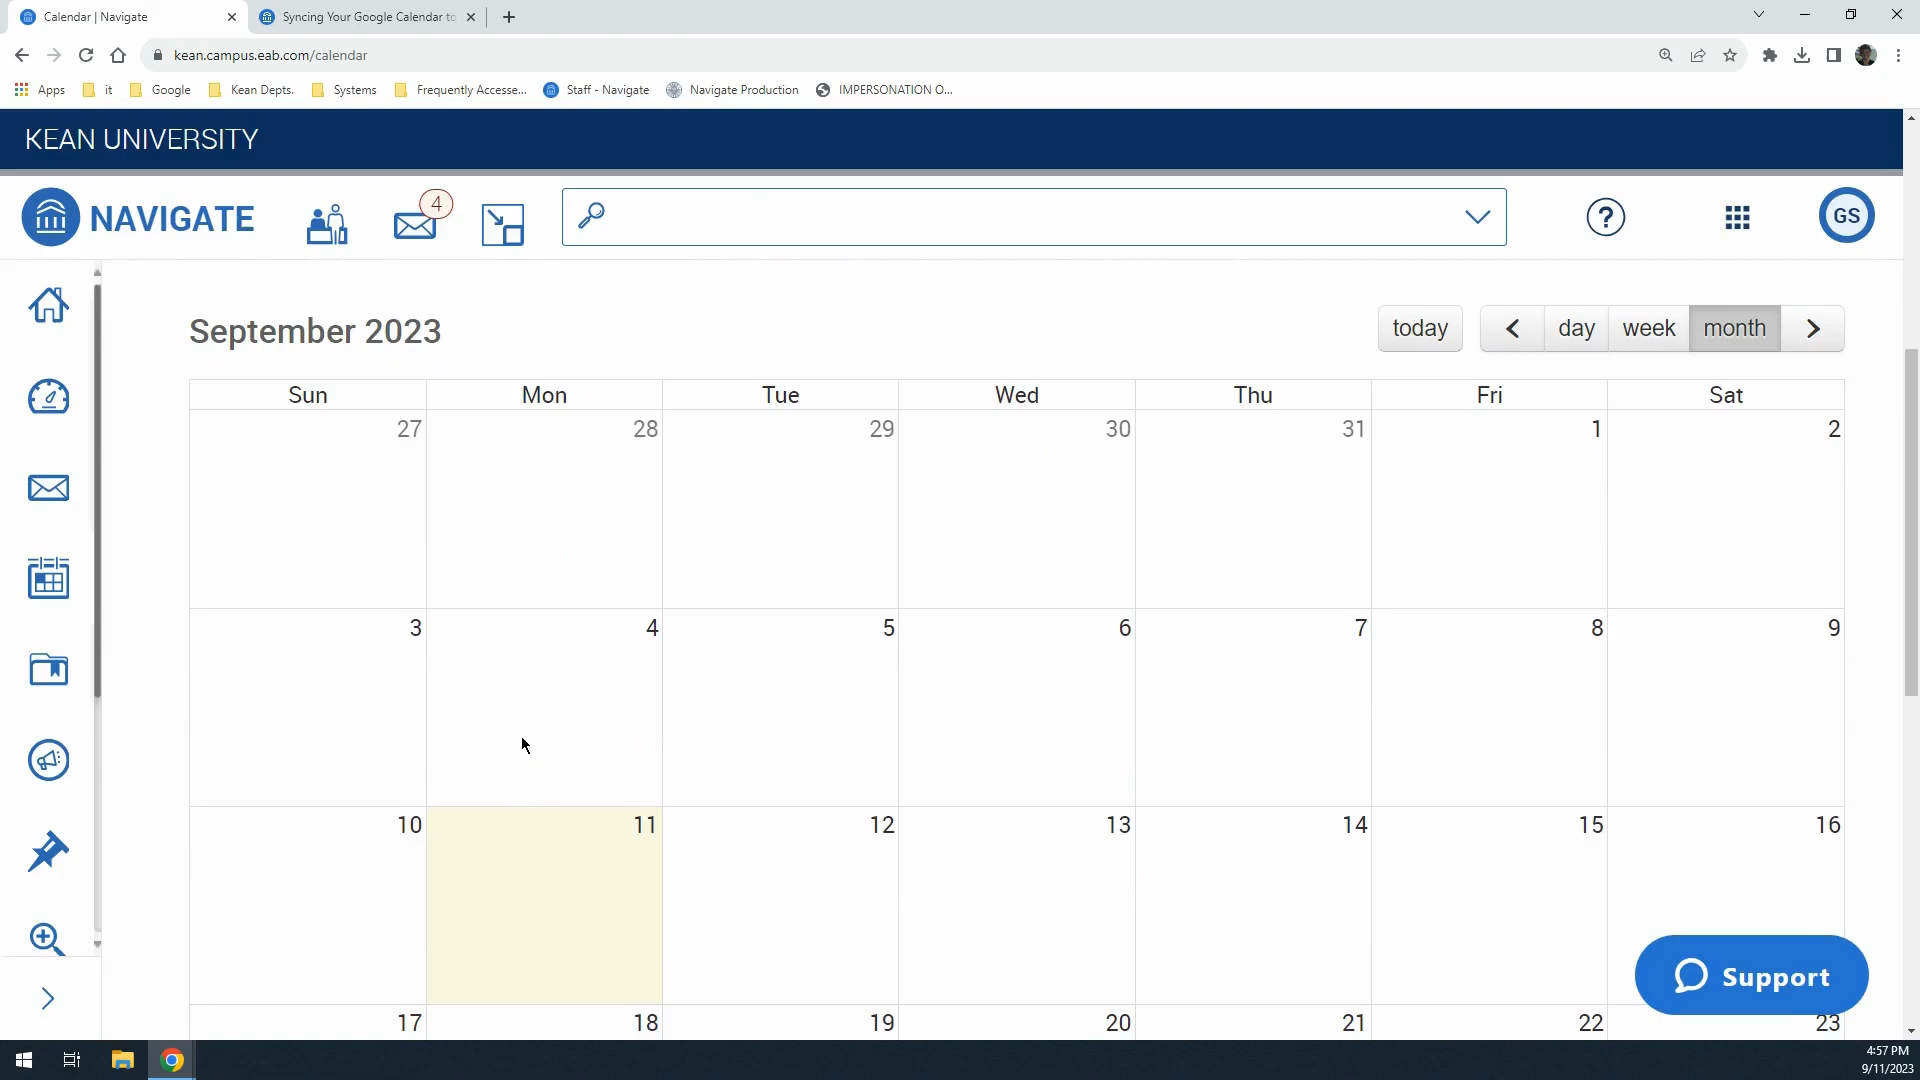 Calendar | Navigate
Syncing Your Google Calendar to
kean.campus.eab.com/calendar
Apps
it
Google
Kean Depts.
Systems
Frequently Accesse...
Staff - Navigate
Navigate Production
IMPERSONATION O...
KEAN UNIVERSITY
NAVIGATE
4
?
GS
September 2023
today
day
week
month
Sun Mon Tue Wed Thu Fri Sat
27 28 29 30 31 1 2
3 4 5 6 7 8 9
10 11 12 13 14 15 16
17 18 19 20 21 22 23
Support
4:57 PM
9/11/2023